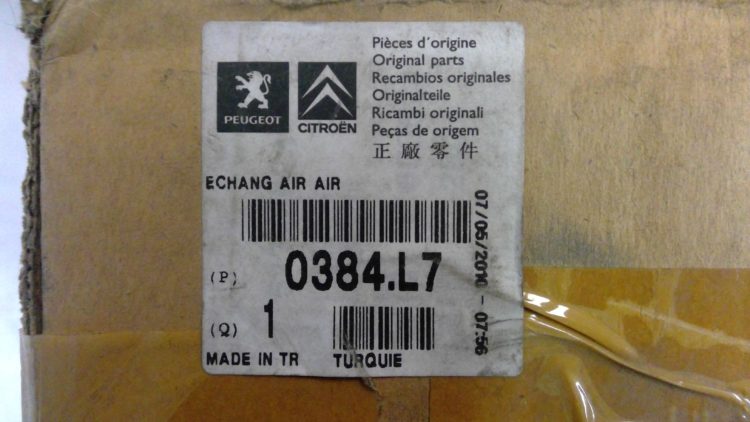 PEUGEOT
CITROËN
Pièces d'origine
Original parts
Recambios originales
Originalteile
Ricambi originali
Peças de origem
正廠零件
ECHANG AIR AIR
07/05/2010 - 07:56
(P) 0384.L7
(Q) 1
MADE IN TR TURQUIE